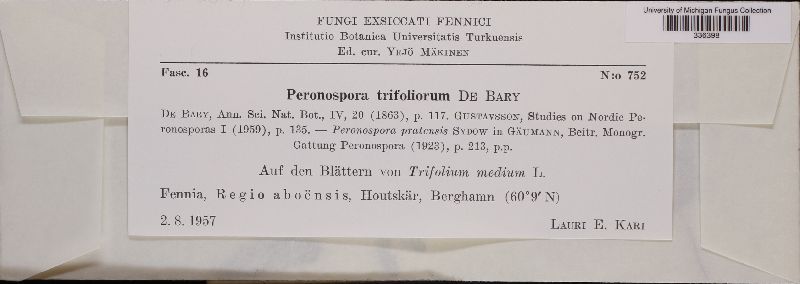 University of Michigan Fungus Collection
336398
FUNGI EXSICCATI FENNICI
Institutio Botanica Universitatis Turkuensis
Ed. cur. YRJÖ MÄKINEN
Fasc. 16 N:o 752
Peronospora trifoliorum DE BARY
DE BARY, Ann. Sci. Nat. Bot., IV, 20 (1863), p. 117. GUSTAVSSON, Studies on Nordic Pe-
ronosporas I (1959), p. 135. — Peronospora pratensis SYDOW in GÄUMANN, Beitr. Monogr.
Gattung Peronospora (1923), p. 213, p.p.
Auf den Blättern von Trifolium medium L.
Fennia, Regio aboënsis, Houtskär, Berghamn (60°9′ N)
2. 8. 1957 LAURI E. KARI